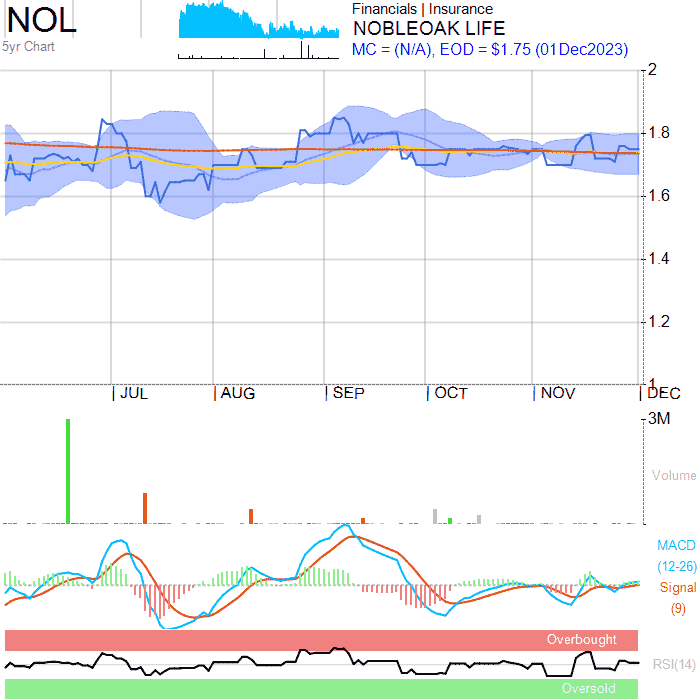 NOL
5yr Chart
Financials | Insurance
NOBLEOAK LIFE
MC = (N/A), EOD = $1.75 (01Dec2023)
2
1.8
1.6
1.4
1.2
1
JUL AUG SEP OCT NOV DEC
3M
Volume
MACD
(12-26)
Signal
(9)
Overbought
RSI(14)
Oversold